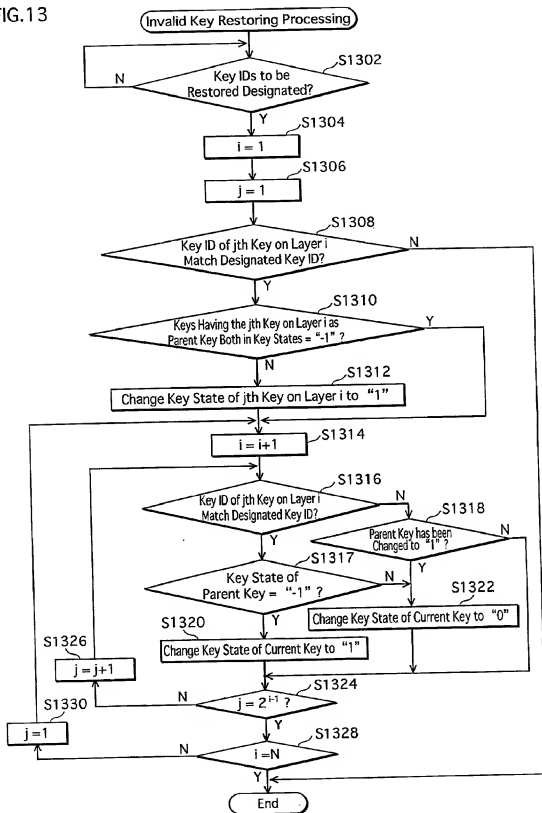 FIG.13
Invalid Key Restoring Processing
S1302
Key IDs to be
Restored Designated?
N
Y
S1304
i = 1
S1306
j = 1
S1308
Key ID of jth Key on Layer i
Match Designated Key ID?
N
Y
S1310
Keys Having the jth Key on Layer i as
Parent Key Both in Key States = "-1" ?
Y
N
S1312
Change Key State of jth Key on Layer i to "1"
S1314
i = i+1
S1316
Key ID of jth Key on Layer i
Match Designated Key ID?
N
Y
S1318
Parent Key has been
Changed to "1" ?
N
Y
S1317
Key State of
Parent Key = "-1" ?
N
Y
S1322
Change Key State of Current Key to "0"
S1320
Change Key State of Current Key to "1"
S1326
j = j+1
S1324
j = 2^{i-1} ?
N
Y
S1330
j = 1
S1328
i =N
N
Y
End